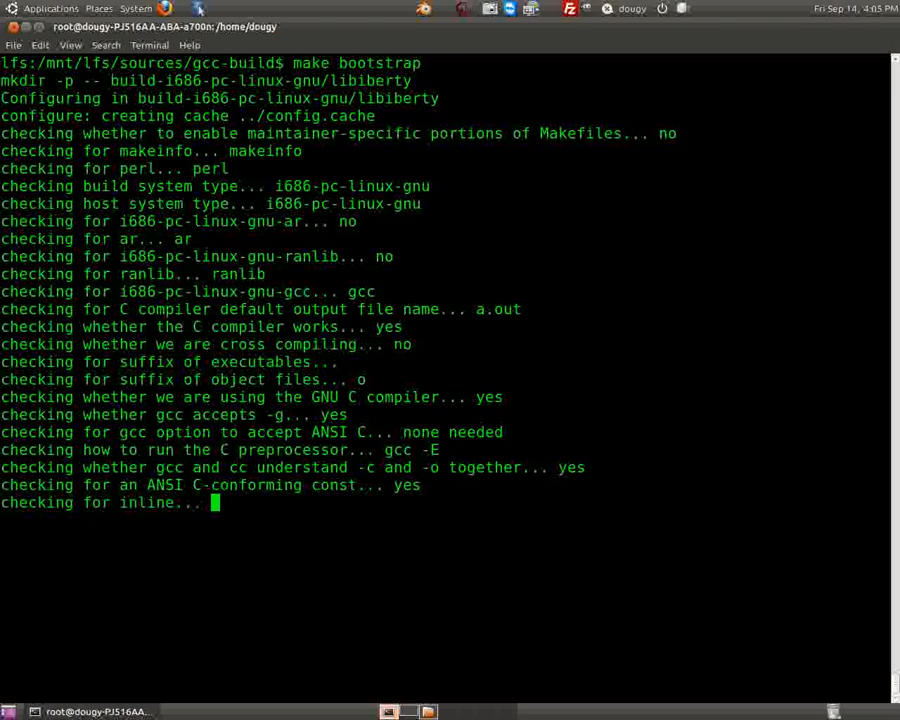 Applications Places System dougy Fri Sep 14, 4:05 PM
root@dougy-PJ516AA-ABA-a700n: /home/dougy
File Edit View Search Terminal Help
lfs:/mnt/lfs/sources/gcc-build$ make bootstrap
mkdir -p -- build-i686-pc-linux-gnu/libiberty
Configuring in build-i686-pc-linux-gnu/libiberty
configure: creating cache ../config.cache
checking whether to enable maintainer-specific portions of Makefiles... no
checking for makeinfo... makeinfo
checking for perl... perl
checking build system type... i686-pc-linux-gnu
checking host system type... i686-pc-linux-gnu
checking for i686-pc-linux-gnu-ar... no
checking for ar... ar
checking for i686-pc-linux-gnu-ranlib... no
checking for ranlib... ranlib
checking for i686-pc-linux-gnu-gcc... gcc
checking for C compiler default output file name... a.out
checking whether the C compiler works... yes
checking whether we are cross compiling... no
checking for suffix of executables...
checking for suffix of object files... o
checking whether we are using the GNU C compiler... yes
checking whether gcc accepts -g... yes
checking for gcc option to accept ANSI C... none needed
checking how to run the C preprocessor... gcc -E
checking whether gcc and cc understand -c and -o together... yes
checking for an ANSI C-conforming const... yes
checking for inline...
root@dougy-PJ516AA...